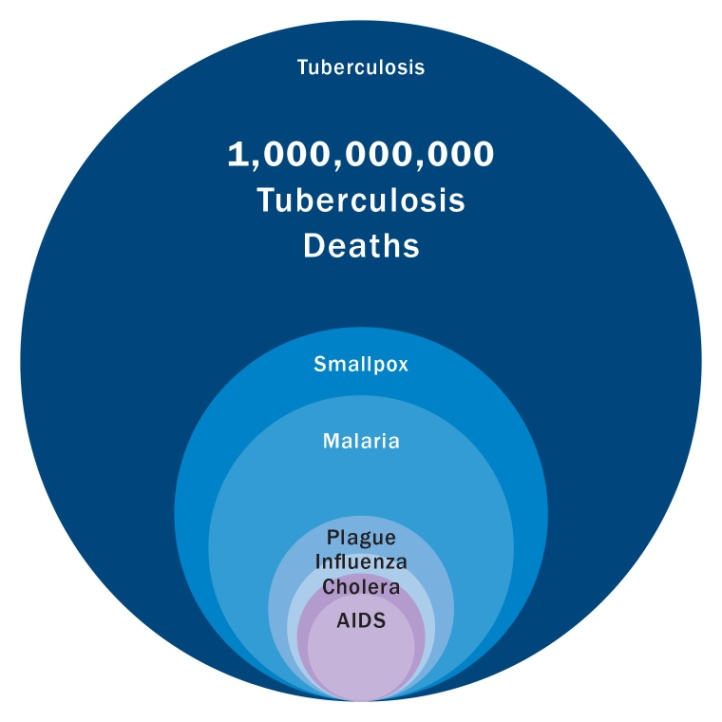 Tuberculosis
1,000,000,000
Tuberculosis
Deaths
Smallpox
Malaria
Plague
Influenza
Cholera
AIDS